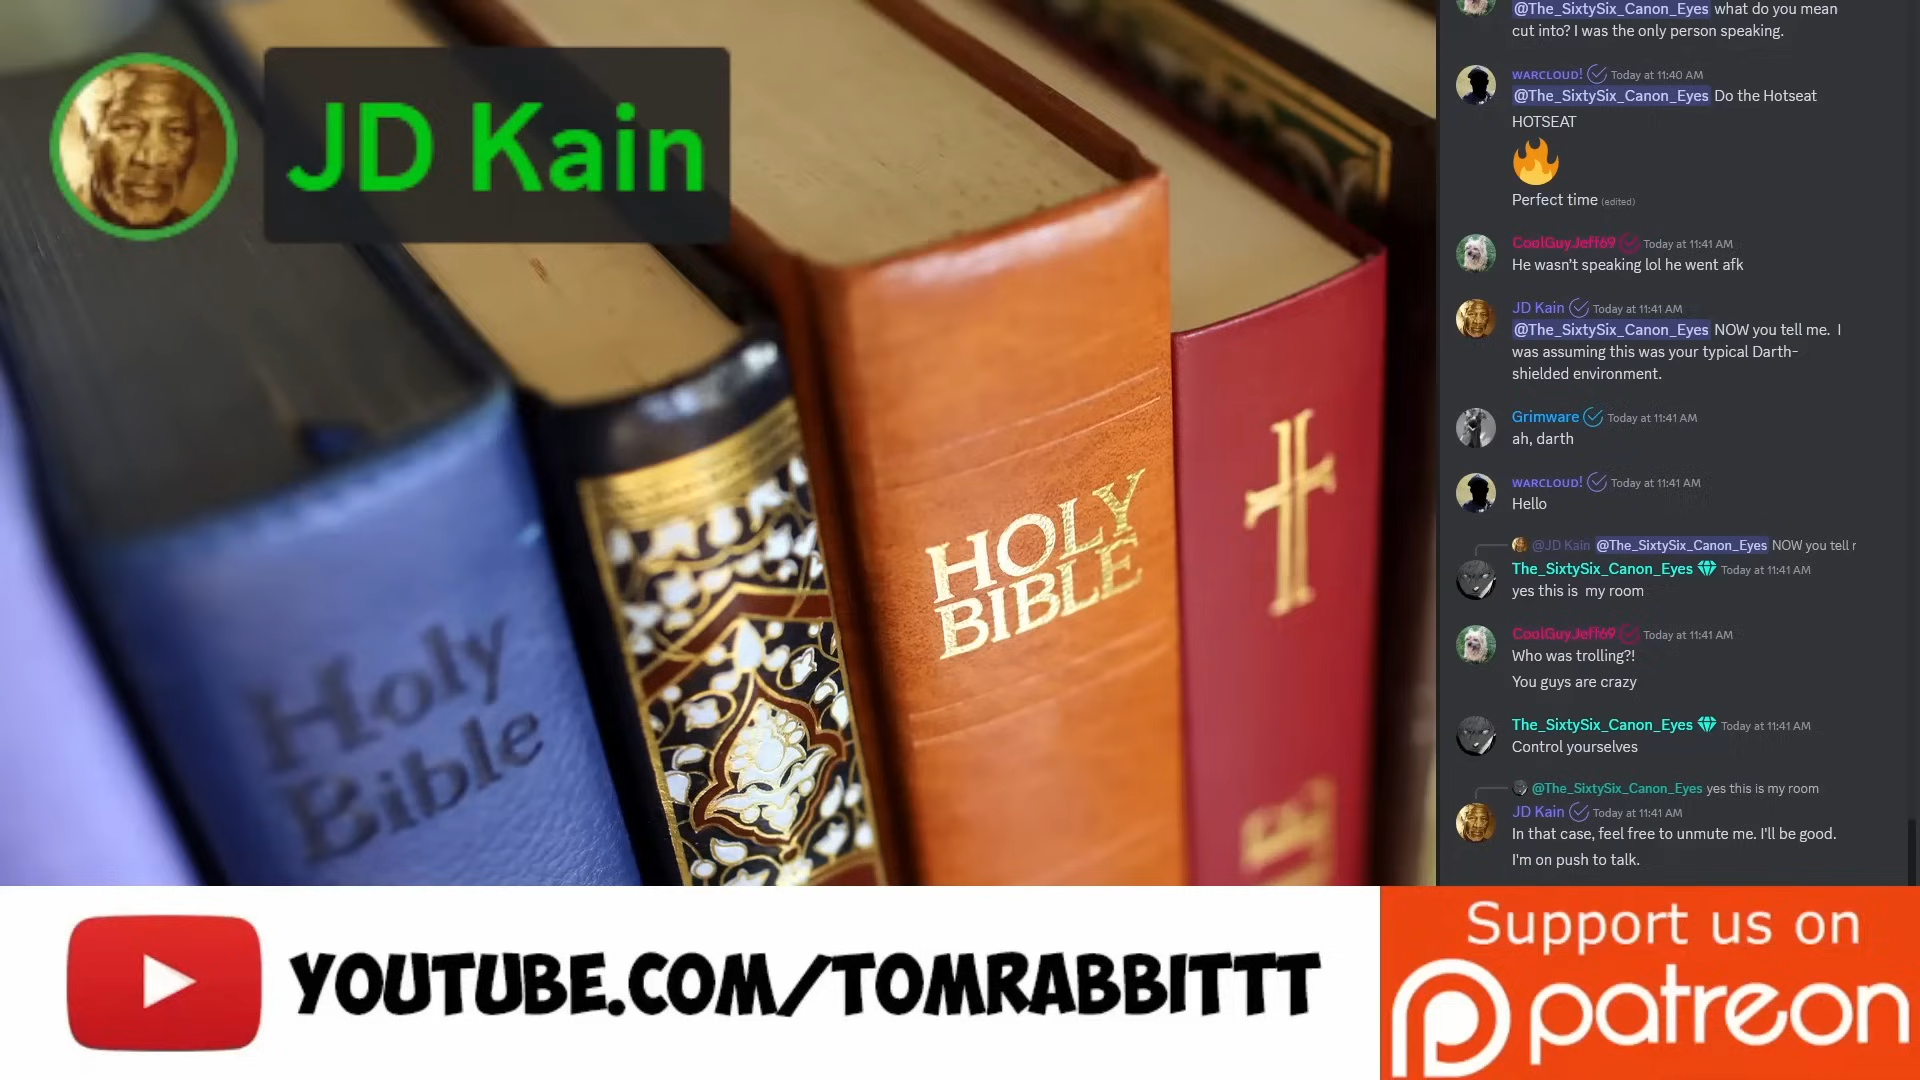 JD Kain
Holy
Bible
HOLY
BIBLE
@The_SixtySix_Canon_Eyes what do you mean
cut into? I was the only person speaking.
WARCLOUD! Today at 11:40 AM
@The_SixtySix_Canon_Eyes Do the Hotseat
HOTSEAT
Perfect time (edited)
CoolGuyJeff69 Today at 11:41 AM
He wasn't speaking lol he went afk
JD Kain Today at 11:41 AM
@The_SixtySix_Canon_Eyes NOW you tell me. I
was assuming this was your typical Darth-
shielded environment.
Grimware Today at 11:41 AM
ah, darth
WARCLOUD! Today at 11:41 AM
Hello
@JD Kain @The_SixtySix_Canon_Eyes NOW you tell
The_SixtySix_Canon_Eyes Today at 11:41 AM
yes this is my room
CoolGuyJeff69 Today at 11:41 AM
Who was trolling?!
You guys are crazy
The_SixtySix_Canon_Eyes Today at 11:41 AM
Control yourselves
@The_SixtySix_Canon_Eyes yes this is my room
JD Kain Today at 11:41 AM
In that case, feel free to unmute me. I'll be good.
I'm on push to talk.
YOUTUBE.COM/TOMRABBITTT
Support us on
patreon